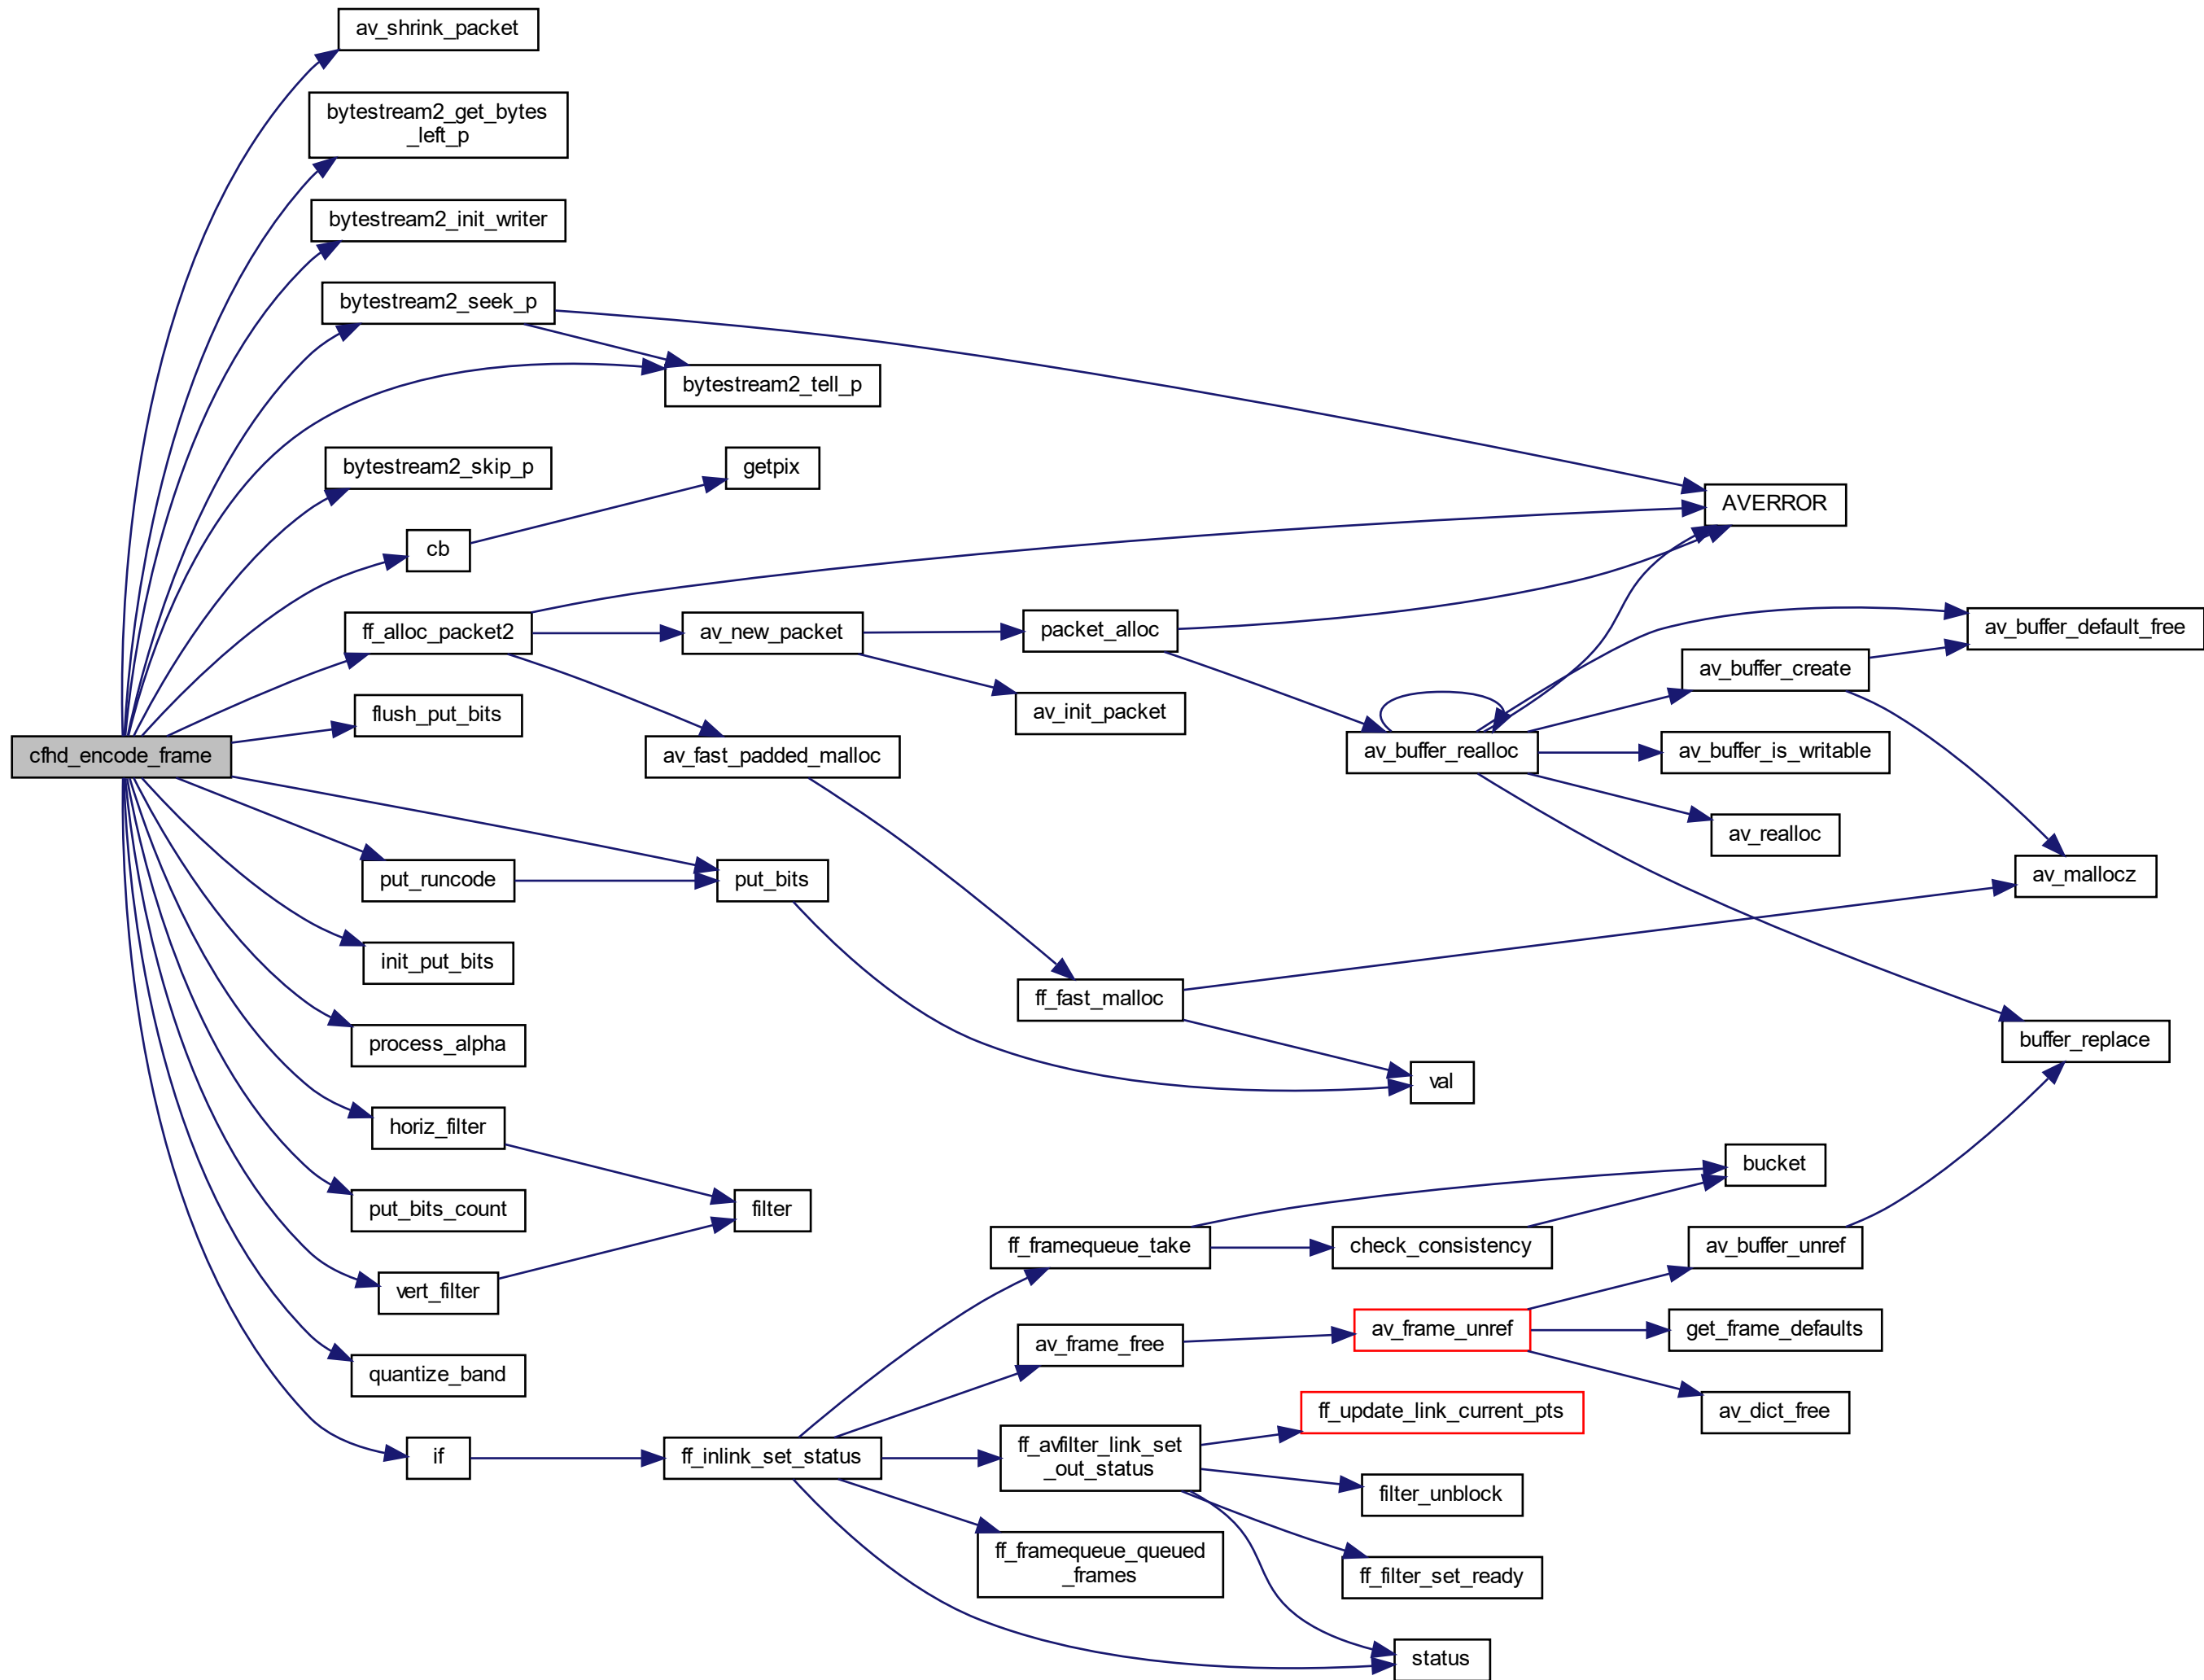 av_shrink_packet
bytestream2_get_bytes
_left_p
bytestream2_init_writer
bytestream2_seek_p
bytestream2_tell_p
bytestream2_skip_p
getpix
AVERROR
cb
ff_alloc_packet2
av_new_packet
packet_alloc
av_buffer_default_free
av_buffer_create
flush_put_bits
av_init_packet
cfhd_encode_frame
av_fast_padded_malloc
av_buffer_realloc
av_buffer_is_writable
av_realloc
put_runcode
put_bits
av_mallocz
init_put_bits
ff_fast_malloc
process_alpha
buffer_replace
val
horiz_filter
bucket
put_bits_count
filter
ff_framequeue_take
check_consistency
av_buffer_unref
vert_filter
av_frame_free
av_frame_unref
get_frame_defaults
quantize_band
ff_update_link_current_pts
av_dict_free
if
ff_inlink_set_status
ff_avfilter_link_set
_out_status
filter_unblock
ff_framequeue_queued
_frames
ff_filter_set_ready
status